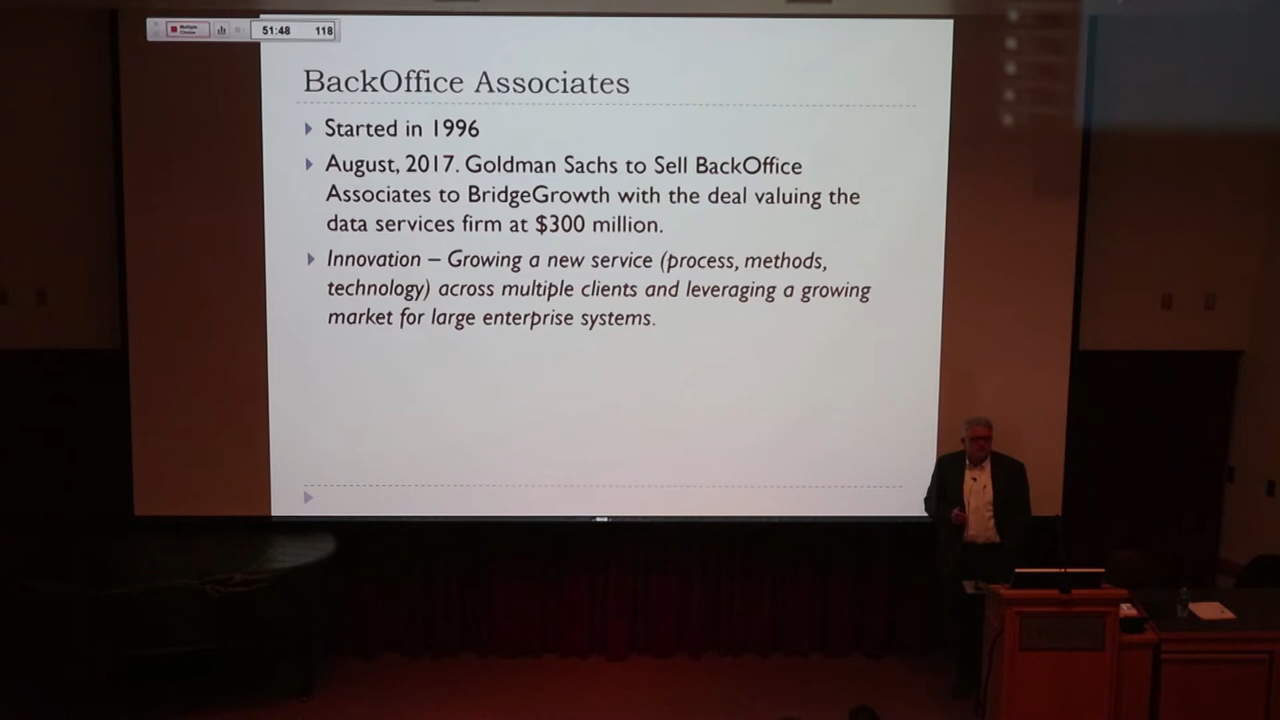 Multiple
Choice
51:48 118
BackOffice Associates
Started in 1996
August, 2017. Goldman Sachs to Sell BackOffice
Associates to BridgeGrowth with the deal valuing the
data services firm at $300 million.
Innovation – Growing a new service (process, methods,
technology) across multiple clients and leveraging a growing
market for large enterprise systems.